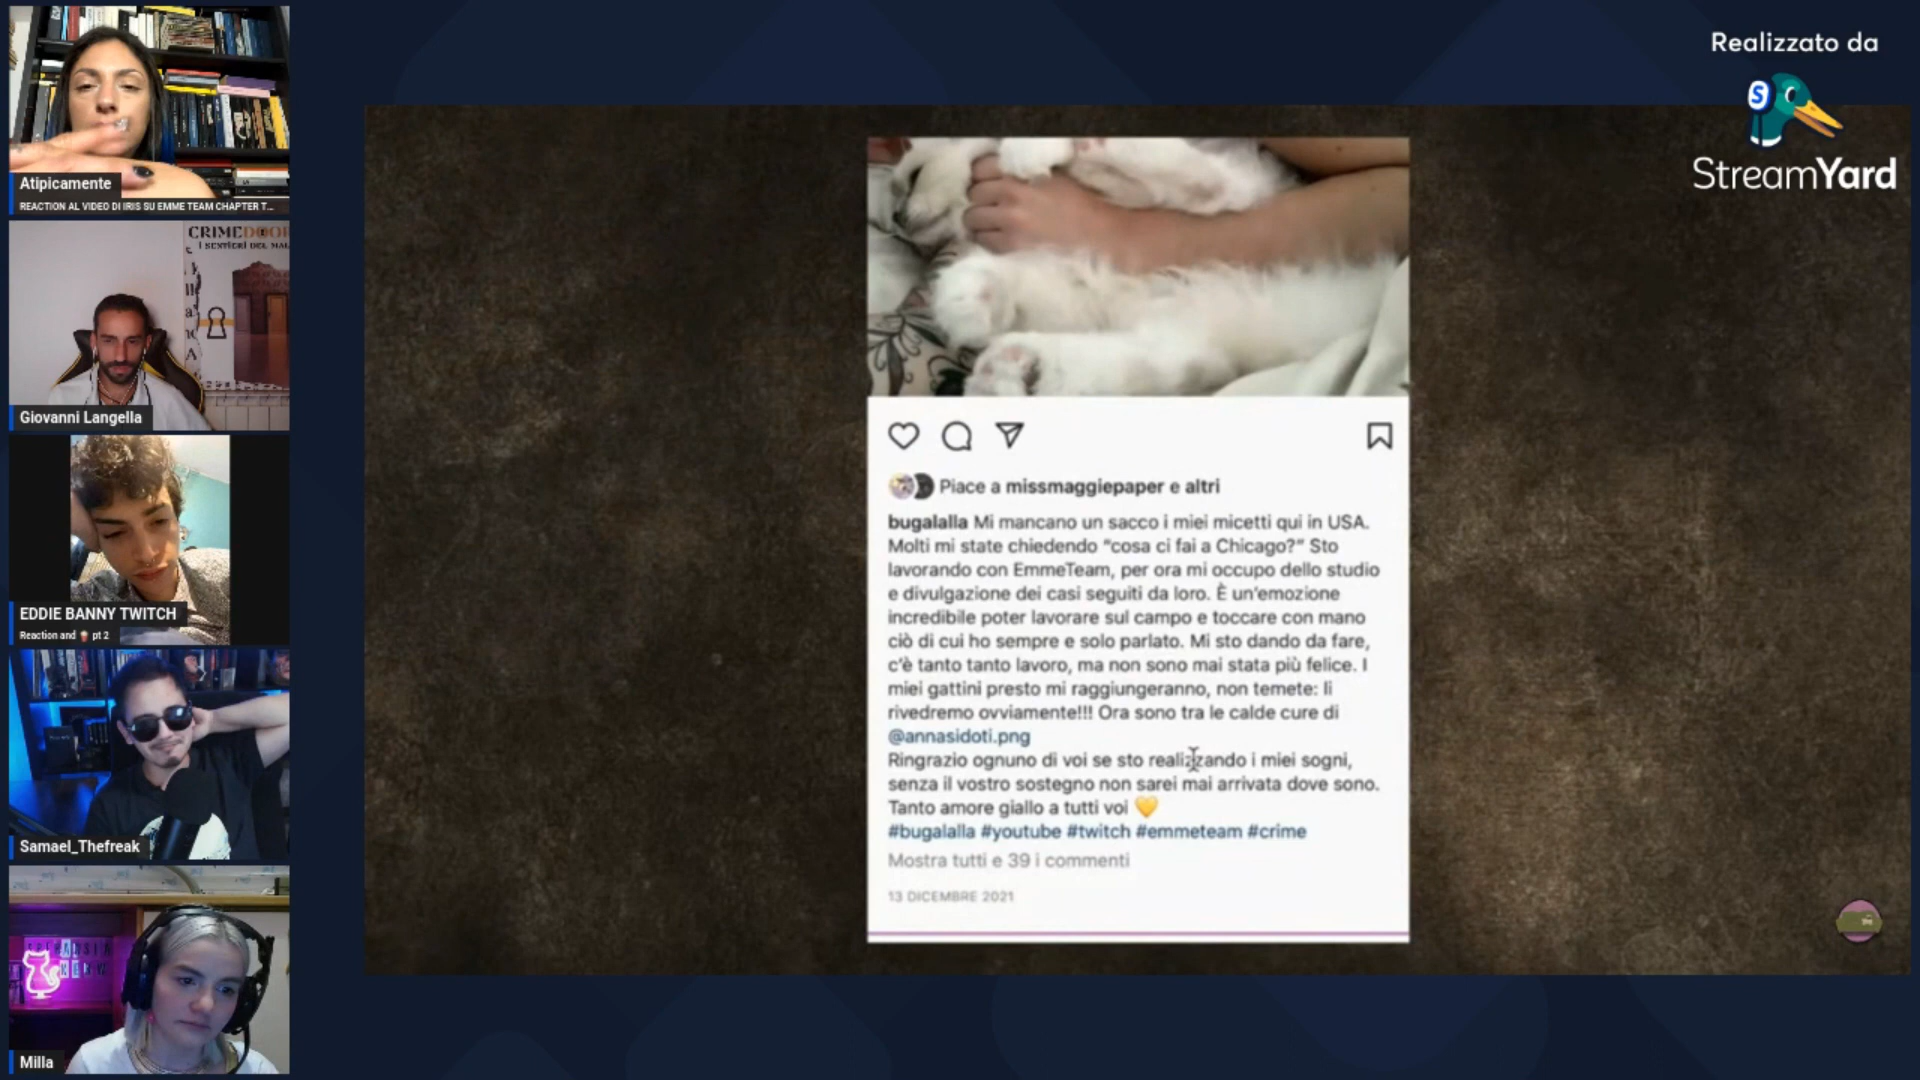 Realizzato da
StreamYard
Atipicamente
REACTION AL VIDEO DI IRIS SU EMME TEAM CHAPTER T...
CRIMEDOOR
I SENTIERI DEL MAL
Giovanni Langella
EDDIE BANNY TWITCH
Reaction and 🍿 pt 2
Samael_Thefreak
Milla
Piace a missmaggiepaper e altri
bugalalla Mi mancano un sacco i miei micetti qui in USA.
Molti mi state chiedendo "cosa ci fai a Chicago?" Sto
lavorando con EmmeTeam, per ora mi occupo dello studio
e divulgazione dei casi seguiti da loro. È un'emozione
incredibile poter lavorare sul campo e toccare con mano
ciò di cui ho sempre e solo parlato. Mi sto dando da fare,
c'è tanto tanto lavoro, ma non sono mai stata più felice. I
miei gattini presto mi raggiungeranno, non temete: li
rivedremo ovviamente!!! Ora sono tra le calde cure di
@annasidoti.png
Ringrazio ognuno di voi se sto realizzando i miei sogni,
senza il vostro sostegno non sarei mai arrivata dove sono.
Tanto amore giallo a tutti voi 💛
#bugalalla #youtube #twitch #emmeteam #crime
Mostra tutti e 39 i commenti
13 DICEMBRE 2021